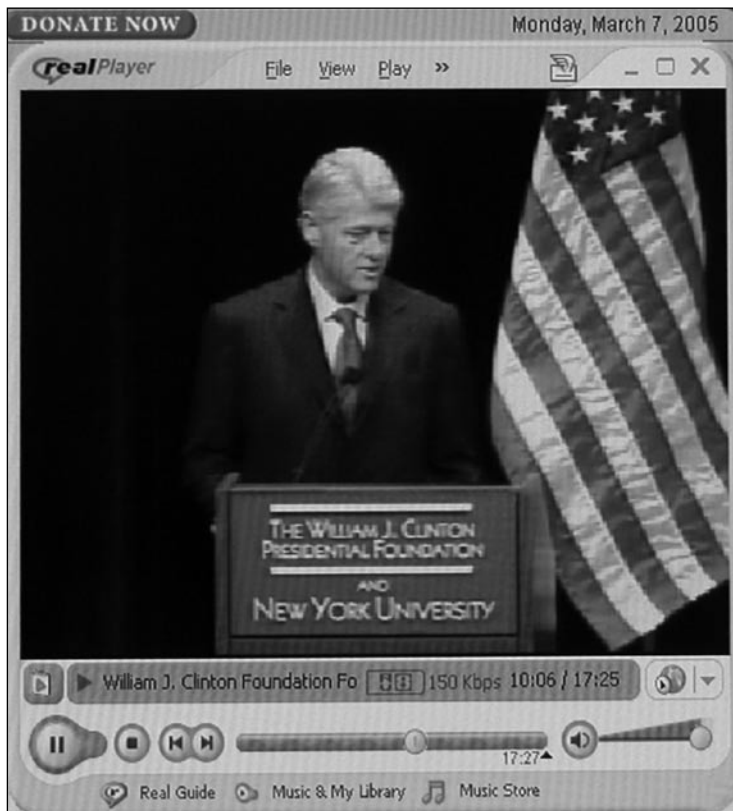 DONATE NOW Monday, March 7, 2005
realPlayer File View Play »
THE WILLIAM J. CLINTON
PRESIDENTIAL FOUNDATION
AND
NEW YORK UNIVERSITY
William J. Clinton Foundation Fo 150 Kbps 10:06 / 17:25
17:27
Real Guide Music & My Library Music Store